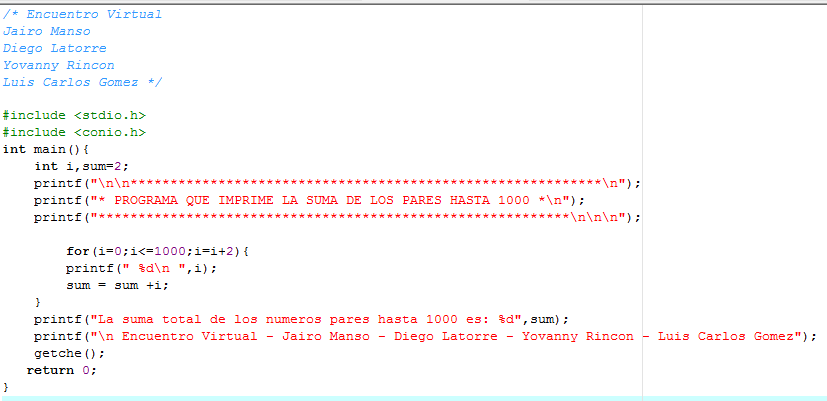 /* Encuentro Virtual
Jairo Manso
Diego Latorre
Yovanny Rincon
Luis Carlos Gomez */
#include <stdio.h>
#include <conio.h>
int main(){
int i,sum=2;
printf("\n\n***********************************************************\n");
printf("* PROGRAMA QUE IMPRIME LA SUMA DE LOS PARES HASTA 1000 *\n");
printf("***********************************************************\n\n\n");
for(i=0;i<=1000;i=i+2){
printf(" %d\n ",i);
sum = sum +i;
}
printf("La suma total de los numeros pares hasta 1000 es: %d",sum);
printf("\n Encuentro Virtual - Jairo Manso - Diego Latorre - Yovanny Rincon - Luis Carlos Gomez");
getche();
return 0;
}